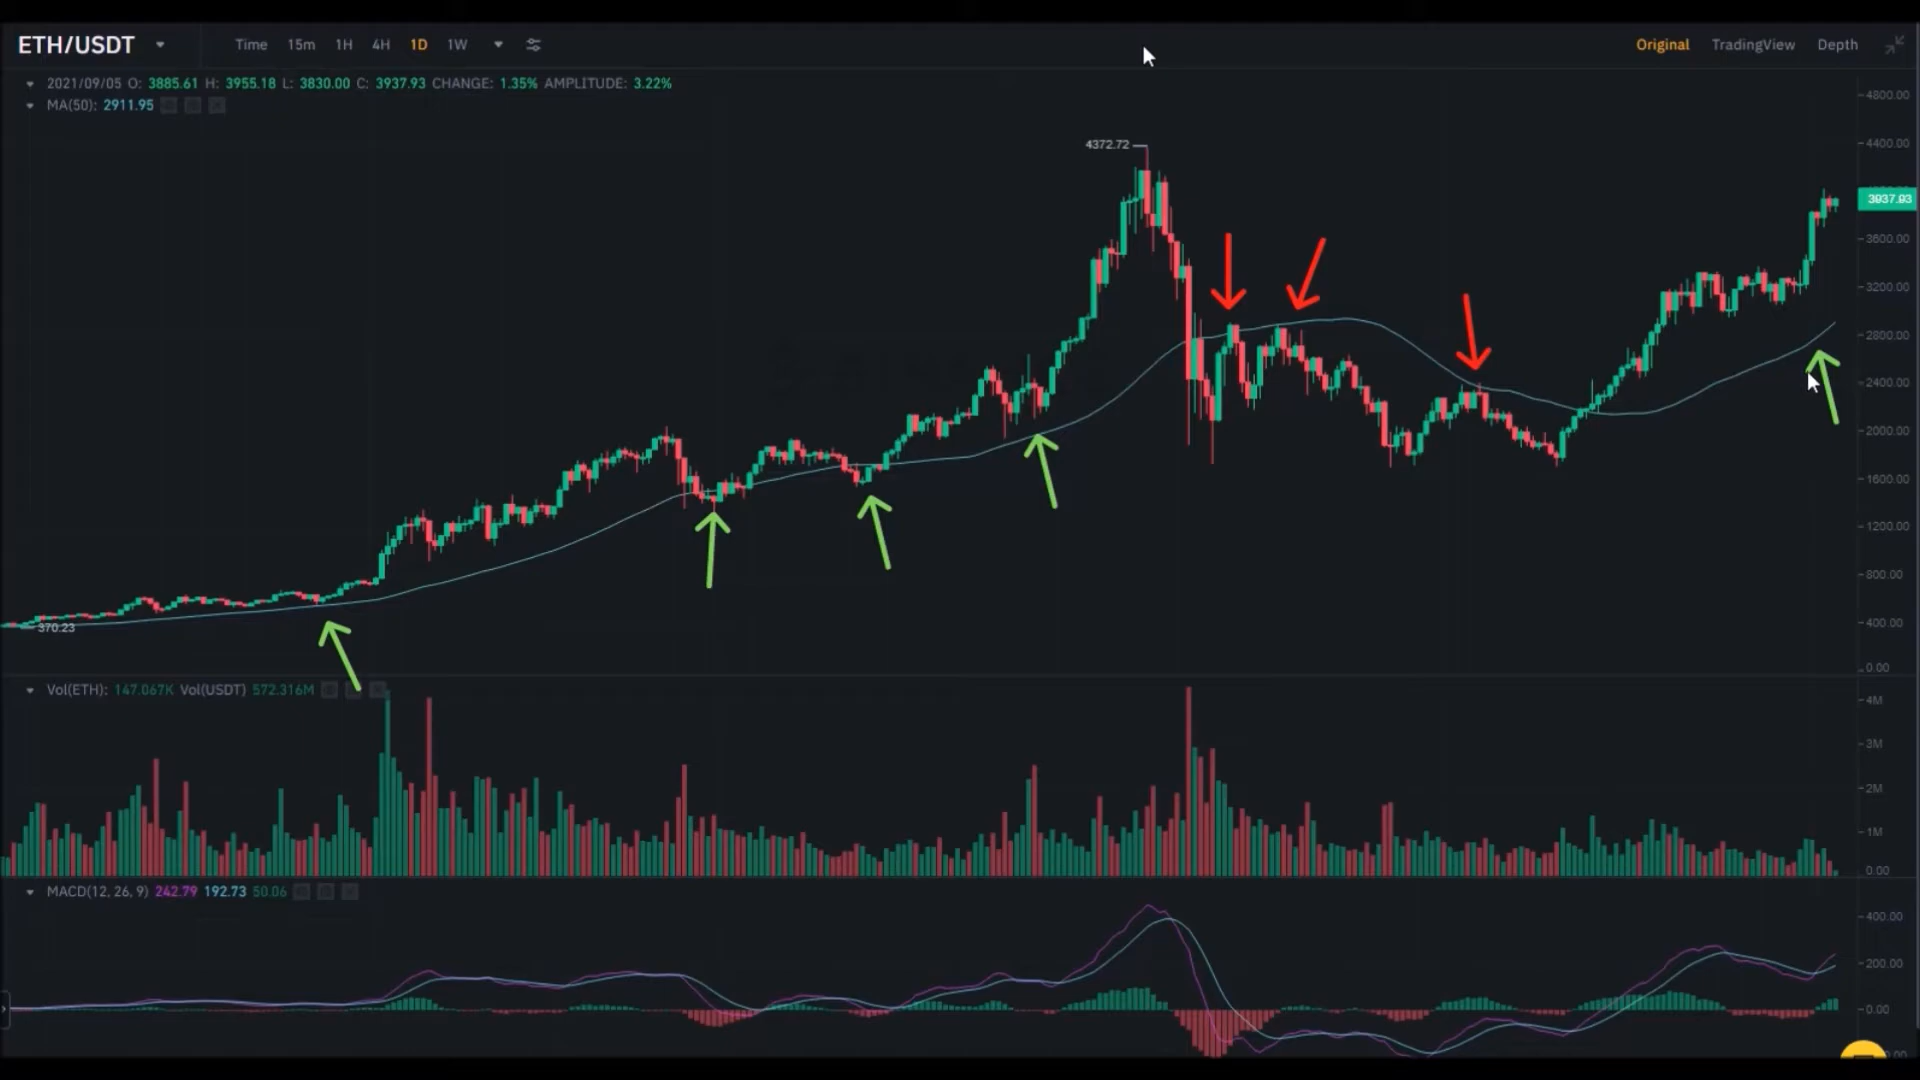 ETH/USDT Time 15m 1H 4H 1D 1W Original TradingView Depth
2021/09/05 O: 3885.61 H: 3955.18 L: 3830.00 C: 3937.93 CHANGE: 1.35% AMPLITUDE: 3.22%
MA(50): 2911.95
4800.00
4372.72
4400.00
3937.93
3600.00
3200.00
2800.00
2400.00
2000.00
1600.00
1200.00
800.00
400.00
370.23
0.00
Vol(ETH): 147.067K Vol(USDT) 572.316M
4M
3M
2M
1M
0.00
MACD(12, 26, 9) 242.79 192.73 50.06
400.00
200.00
0.00